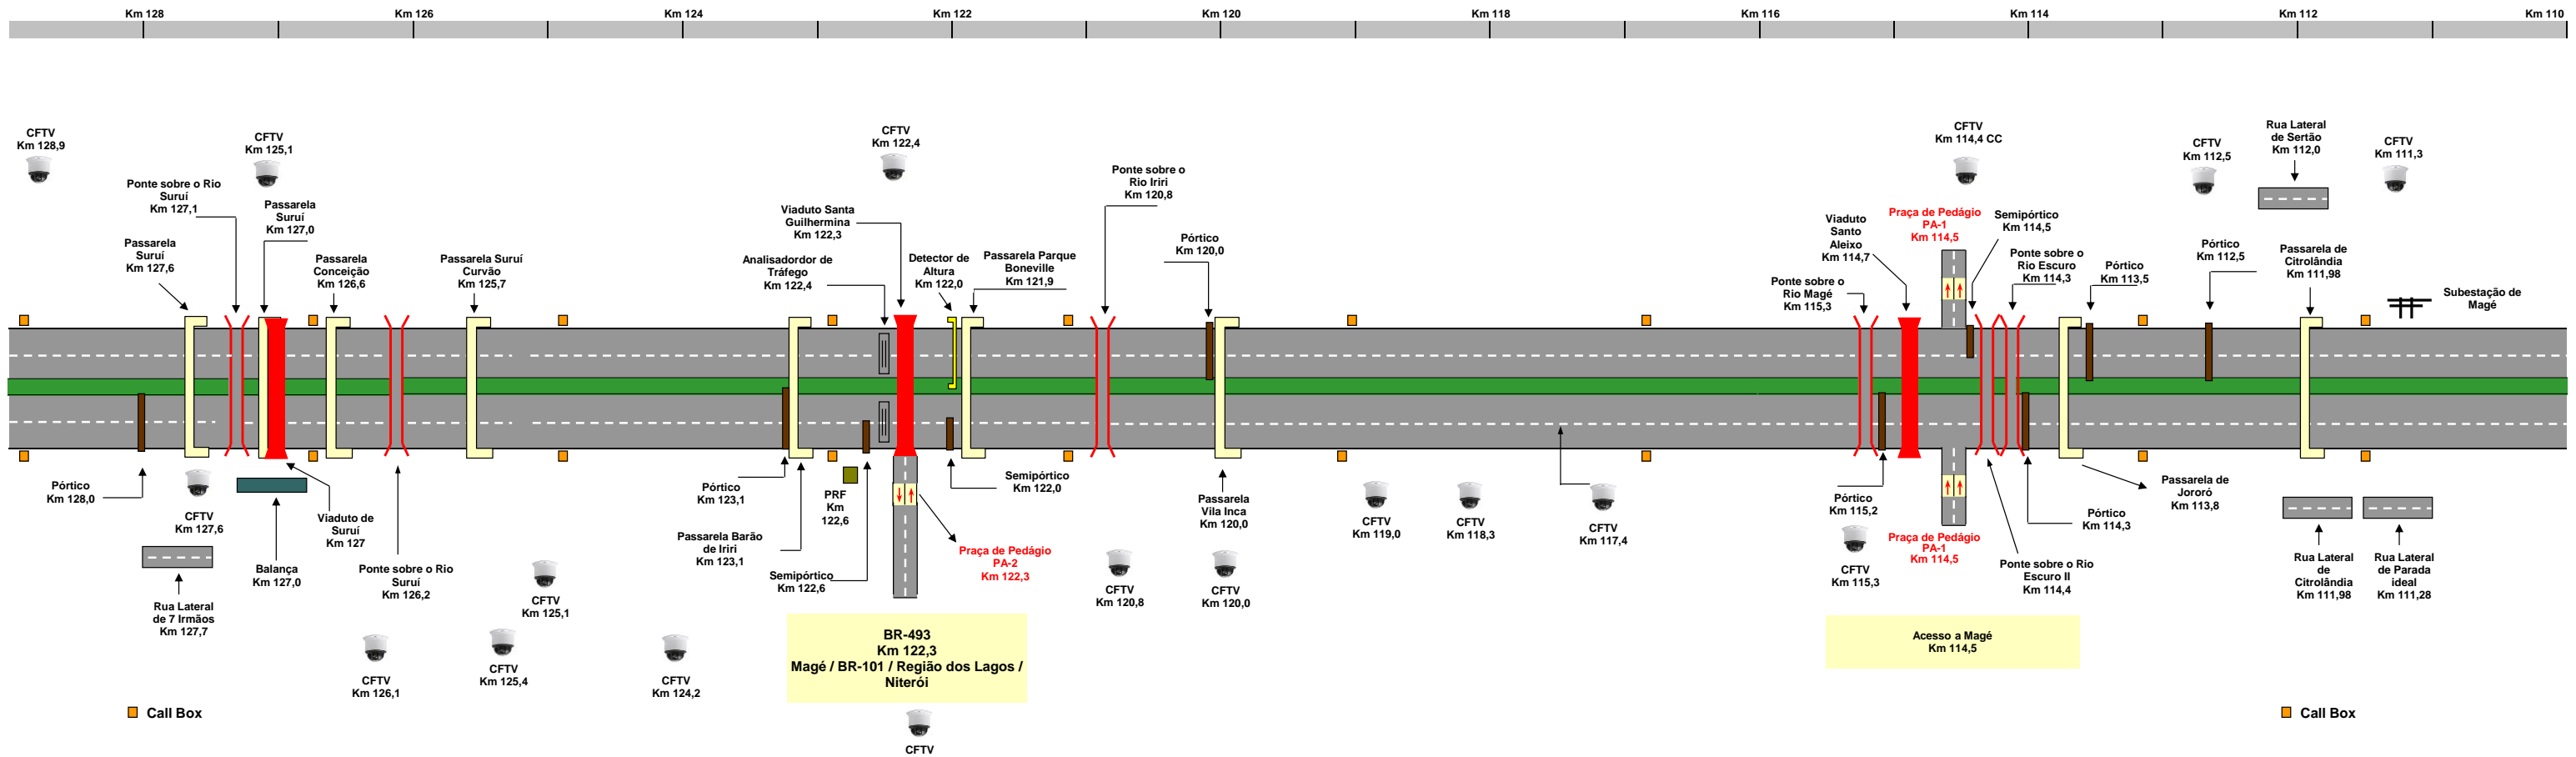 Km 128
Km 126
Km 124
Km 122
Km 120
Km 118
Km 116
Km 114
Km 112
Km 110
CFTV
Km 128,9
CFTV
Km 125,1
CFTV
Km 122,4
CFTV
Km 114,4 CC
CFTV
Km 112,5
Rua Lateral
de Sertão
Km 112,0
CFTV
Km 111,3
Ponte sobre o Rio
Suruí
Km 127,1
Passarela
Suruí
Km 127,0
Passarela
Suruí
Km 127,6
Passarela
Conceição
Km 126,6
Passarela Suruí
Curvão
Km 125,7
Viaduto Santa
Guilhermina
Km 122,3
Analisadordor de
Tráfego
Km 122,4
Detector de
Altura
Km 122,0
Passarela Parque
Boneville
Km 121,9
Ponte sobre o
Rio Iriri
Km 120,8
Pórtico
Km 120,0
Ponte sobre o
Rio Magé
Km 115,3
Viaduto
Santo
Aleixo
Km 114,7
Praça de Pedágio
PA-1
Km 114,5
Semipórtico
Km 114,5
Ponte sobre o
Rio Escuro
Km 114,3
Pórtico
Km 113,5
Pórtico
Km 112,5
Passarela de
Citrolândia
Km 111,98
Subestação de
Magé
Pórtico
Km 128,0
CFTV
Km 127,6
Rua Lateral
de 7 Irmãos
Km 127,7
Balança
Km 127,0
Viaduto de
Suruí
Km 127
Ponte sobre o Rio
Suruí
Km 126,2
CFTV
Km 126,1
CFTV
Km 125,4
CFTV
Km 125,1
CFTV
Km 124,2
Pórtico
Km 123,1
Passarela Barão
de Iriri
Km 123,1
PRF
Km
122,6
Semipórtico
Km 122,6
Praça de Pedágio
PA-2
Km 122,3
Semipórtico
Km 122,0
BR-493
Km 122,3
Magé / BR-101 / Região dos Lagos /
Niterói
CFTV
CFTV
Km 120,8
Passarela
Vila Inca
Km 120,0
CFTV
Km 120,0
CFTV
Km 119,0
CFTV
Km 118,3
CFTV
Km 117,4
Pórtico
Km 115,2
CFTV
Km 115,3
Praça de Pedágio
PA-1
Km 114,5
Ponte sobre o Rio
Escuro II
Km 114,4
Pórtico
Km 114,3
Passarela de
Jororó
Km 113,8
Acesso a Magé
Km 114,5
Rua Lateral
de
Citrolândia
Km 111,98
Rua Lateral
de Parada
ideal
Km 111,28
Call Box
Call Box